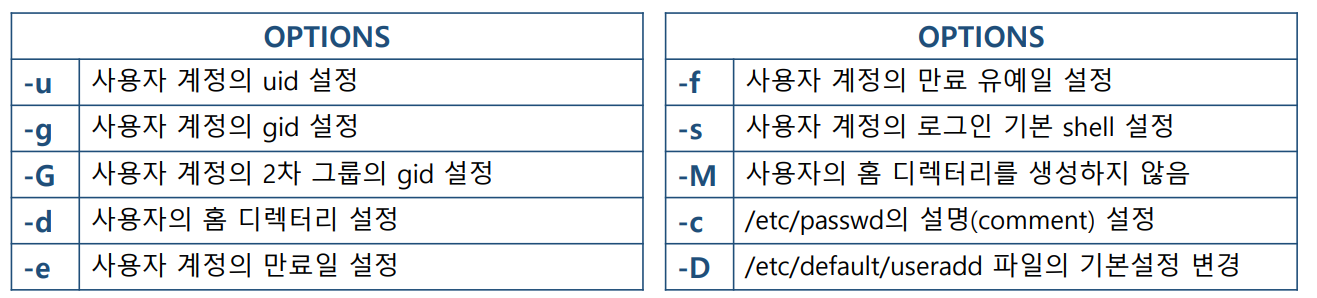 OPTIONS
-u 사용자 계정의 uid 설정
-g 사용자 계정의 gid 설정
-G 사용자 계정의 2차 그룹의 gid 설정
-d 사용자의 홈 디렉터리 설정
-e 사용자 계정의 만료일 설정
OPTIONS
-f 사용자 계정의 만료 유예일 설정
-s 사용자 계정의 로그인 기본 shell 설정
-M 사용자의 홈 디렉터리를 생성하지 않음
-c /etc/passwd의 설명(comment) 설정
-D /etc/default/useradd 파일의 기본설정 변경